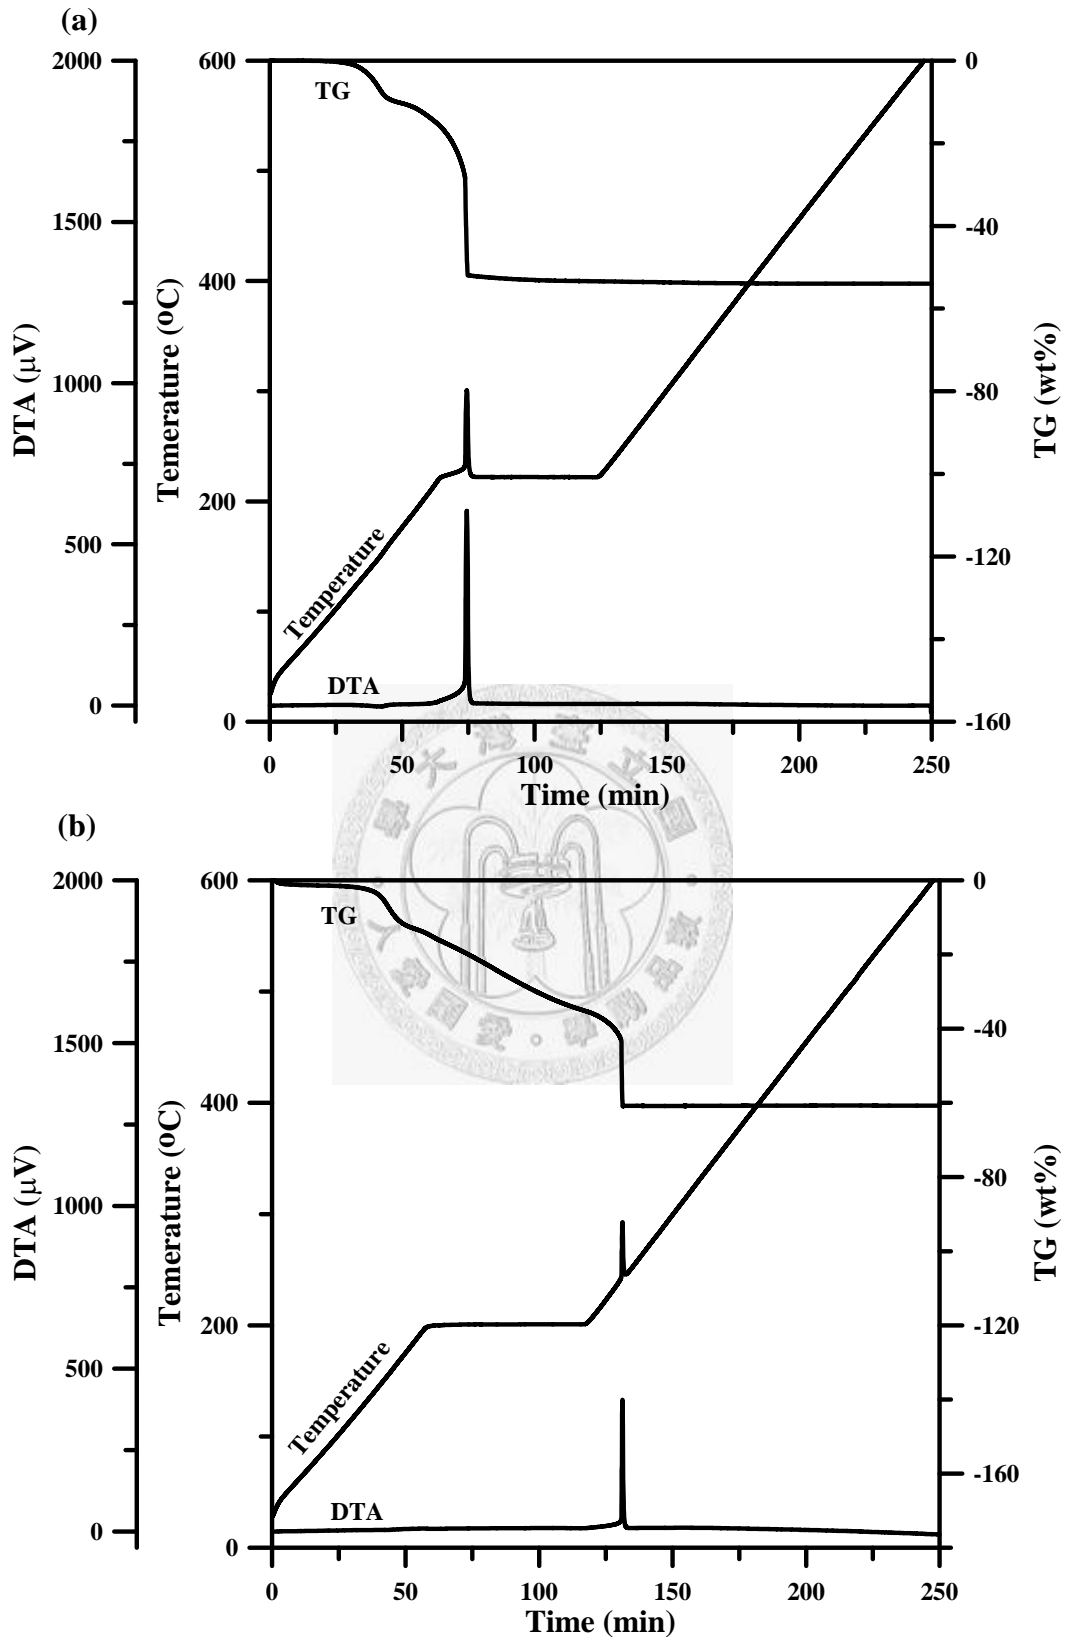 (a)
2000
1500
1000
500
0
DTA (μV)
600
400
200
0
Temerature (oC)
0
-40
-80
-120
-160
TG (wt%)
TG
Temperature
DTA
0 50 100 150 200 250
Time (min)
(b)
2000
1500
1000
500
0
DTA (μV)
600
400
200
0
Temerature (oC)
0
-40
-80
-120
-160
TG (wt%)
TG
Temperature
DTA
0 50 100 150 200 250
Time (min)